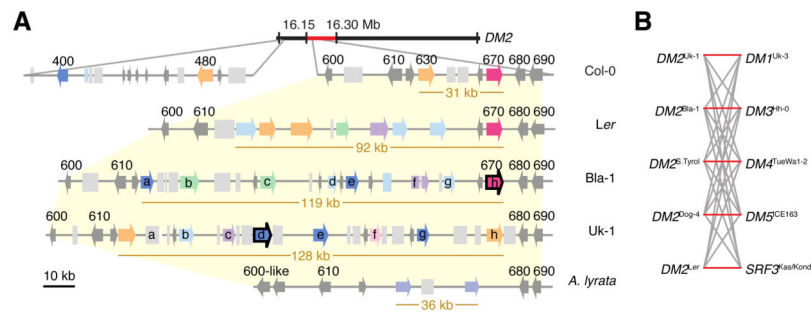 A
16.15 16.30 Mb
DM2
400 480 600 610 630 670 680 690
Col-0
31 kb
600 610 670 680 690
Ler
92 kb
600 610 670 680 690
a b c d e f g h
Bla-1
119 kb
600 610 680 690
a b c d e f g h
Uk-1
128 kb
10 kb
600-like 610 680 690
A. lyrata
36 kb
B
DM2Uk-1 DM1Uk-3
DM2Bla-1 DM3Hh-0
DM2S.Tyrol DM4TueWa1-2
DM2Dog-4 DM5ICE163
DM2Ler SRF3Kas/Kond